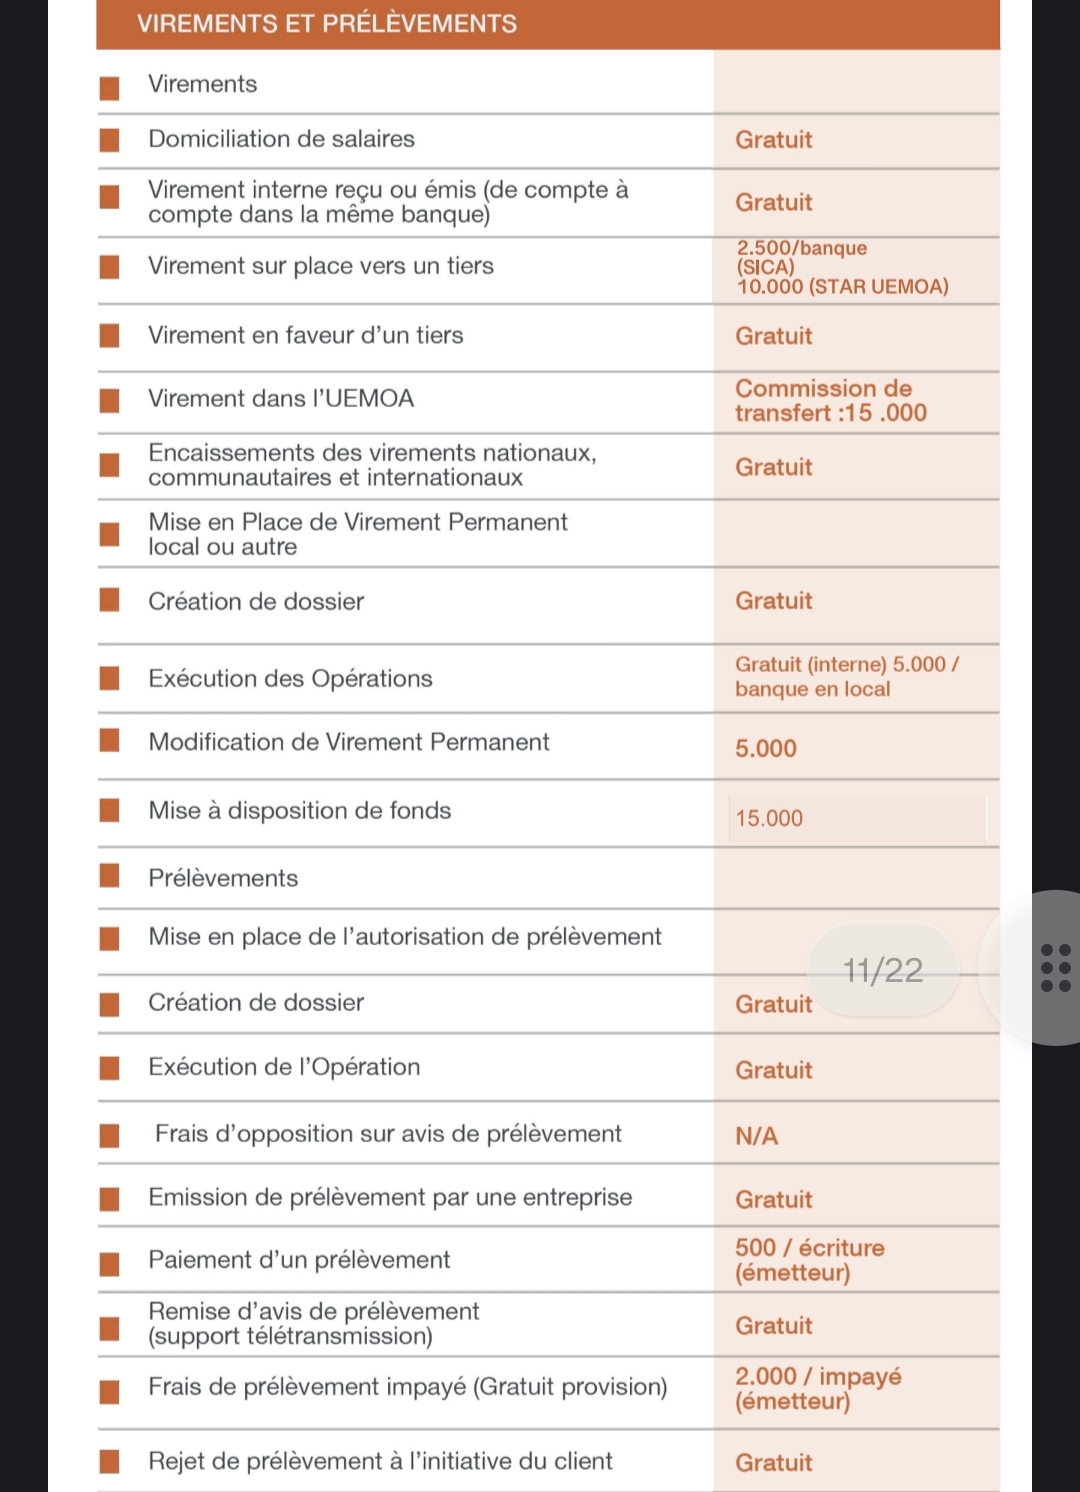 VIREMENTS ET PRÉLÈVEMENTS
Virements
Domiciliation de salaires
Gratuit
Virement interne reçu ou émis (de compte à
compte dans la même banque)
Gratuit
Virement sur place vers un tiers
2.500/banque
(SICA)
10.000 (STAR UEMOA)
Virement en faveur d’un tiers
Gratuit
Virement dans l’UEMOA
Commission de
transfert :15 .000
Encaissements des virements nationaux,
communautaires et internationaux
Gratuit
Mise en Place de Virement Permanent
local ou autre
Création de dossier
Gratuit
Exécution des Opérations
Gratuit (interne) 5.000 /
banque en local
Modification de Virement Permanent
5.000
Mise à disposition de fonds
15.000
Prélèvements
Mise en place de l’autorisation de prélèvement
11/22
Création de dossier
Gratuit
Exécution de l’Opération
Gratuit
Frais d’opposition sur avis de prélèvement
N/A
Emission de prélèvement par une entreprise
Gratuit
Paiement d’un prélèvement
500 / écriture
(émetteur)
Remise d’avis de prélèvement
(support télétransmission)
Gratuit
Frais de prélèvement impayé (Gratuit provision)
2.000 / impayé
(émetteur)
Rejet de prélèvement à l’initiative du client
Gratuit